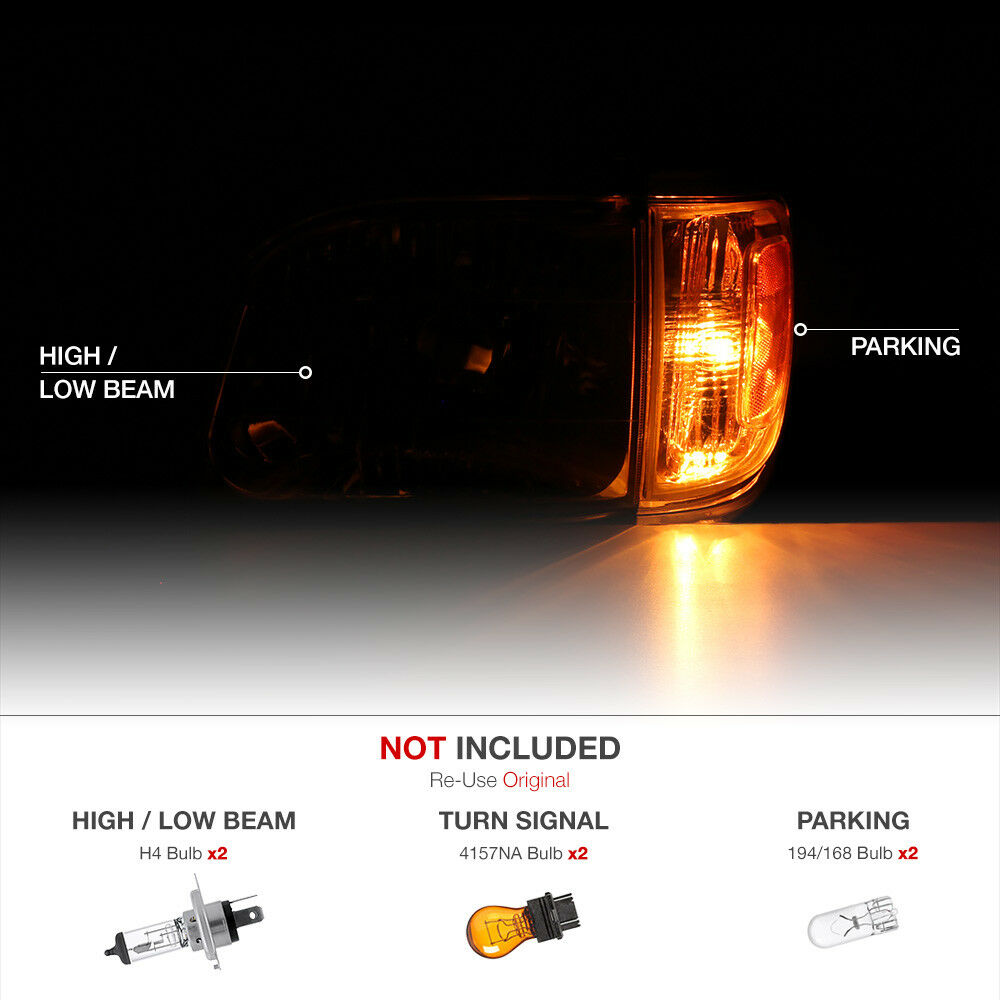 HIGH /
LOW BEAM
PARKING
NOT INCLUDED
Re-Use Original
HIGH / LOW BEAM
H4 Bulb x2
TURN SIGNAL
4157NA Bulb x2
PARKING
194/168 Bulb x2